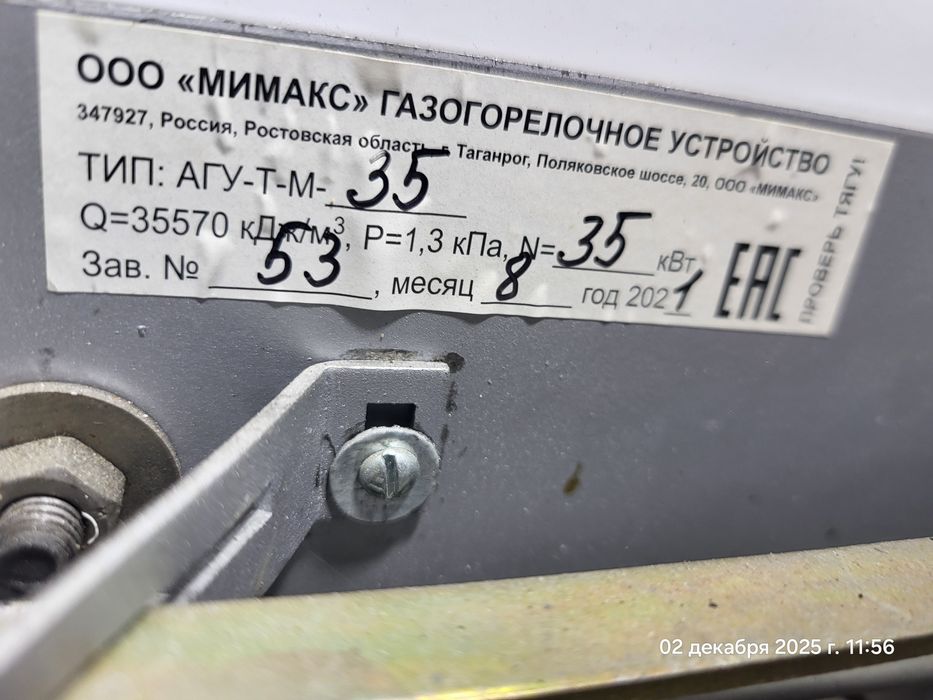 ООО «МИМАКС» ГАЗОГОРЕЛОЧНОЕ УСТРОЙСТВО
347927, Россия, Ростовская область, г. Таганрог, Поляковское шоссе, 20, ООО «МИМАКС»
ТИП: АГУ-Т-М- 35
Q=35570 кДж/м³, P=1,3 кПа, N= 35 кВт
Зав. № 53, месяц 8 год 2021
EAC
ПРОВЕРЬ ТЯГУ!
02 декабря 2025 г. 11:56